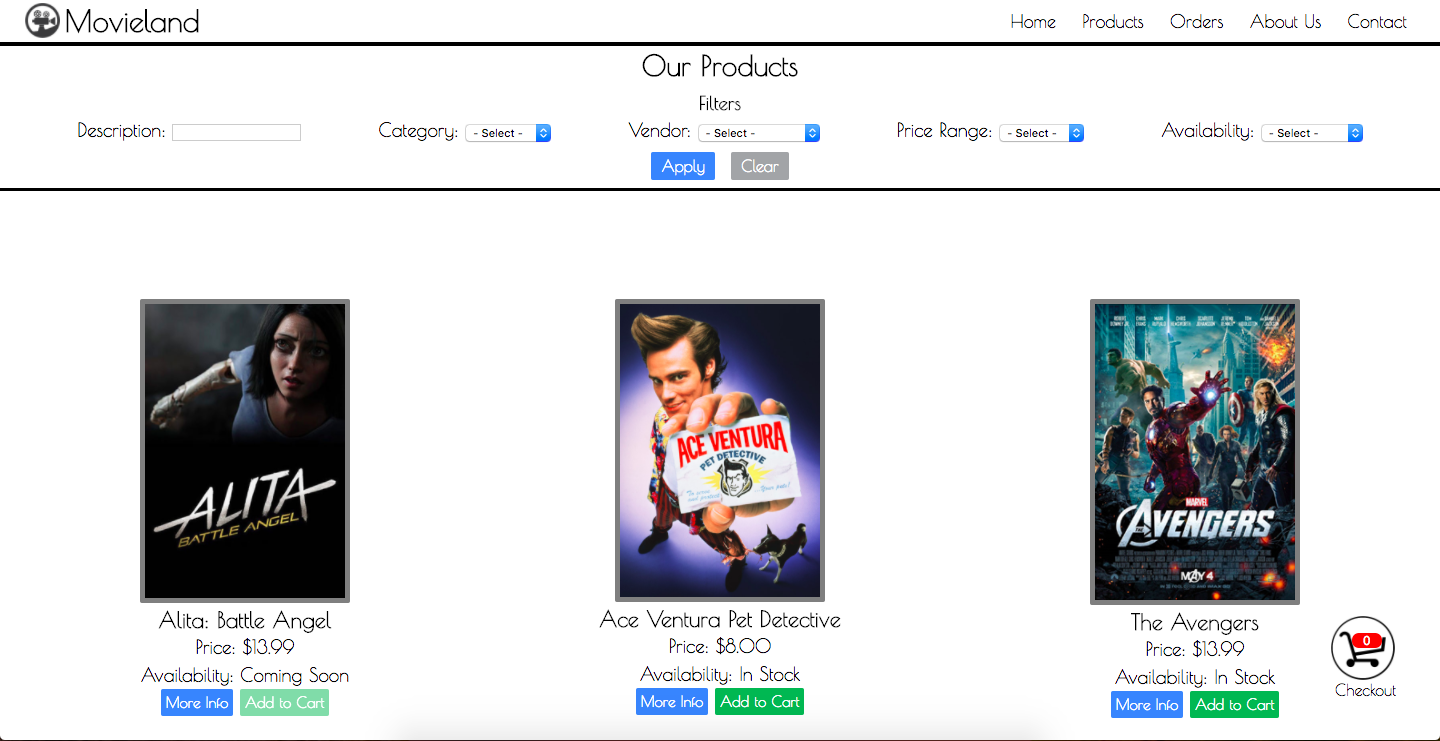 Movieland
Home Products Orders About Us Contact
Our Products
Filters
Description: Category: - Select - Vendor: - Select - Price Range: - Select - Availability: - Select -
Apply Clear
ALITA
BATTLE ANGEL
Alita: Battle Angel
Price: $13.99
Availability: Coming Soon
More Info Add to Cart
ACE VENTURA
PET DETECTIVE
Ace Ventura Pet Detective
Price: $8.00
Availability: In Stock
More Info Add to Cart
MARVEL
THE AVENGERS
MAY 4
The Avengers
Price: $13.99
Availability: In Stock
More Info Add to Cart
0
Checkout